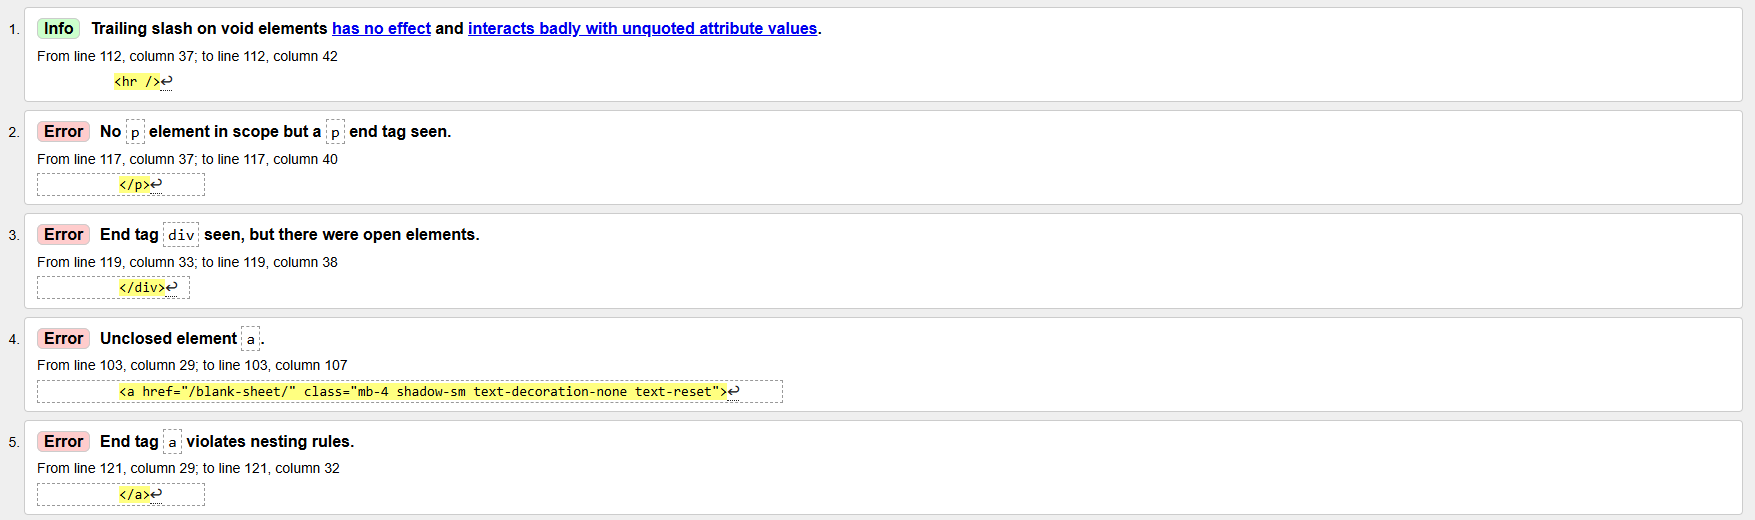 1. Info Trailing slash on void elements has no effect and interacts badly with unquoted attribute values.
From line 112, column 37; to line 112, column 42
<hr />↩
2. Error No p element in scope but a p end tag seen.
From line 117, column 37; to line 117, column 40
</p>↩
3. Error End tag div seen, but there were open elements.
From line 119, column 33; to line 119, column 38
</div>↩
4. Error Unclosed element a.
From line 103, column 29; to line 103, column 107
<a href="/blank-sheet/" class="mb-4 shadow-sm text-decoration-none text-reset">↩
5. Error End tag a violates nesting rules.
From line 121, column 29; to line 121, column 32
</a>↩